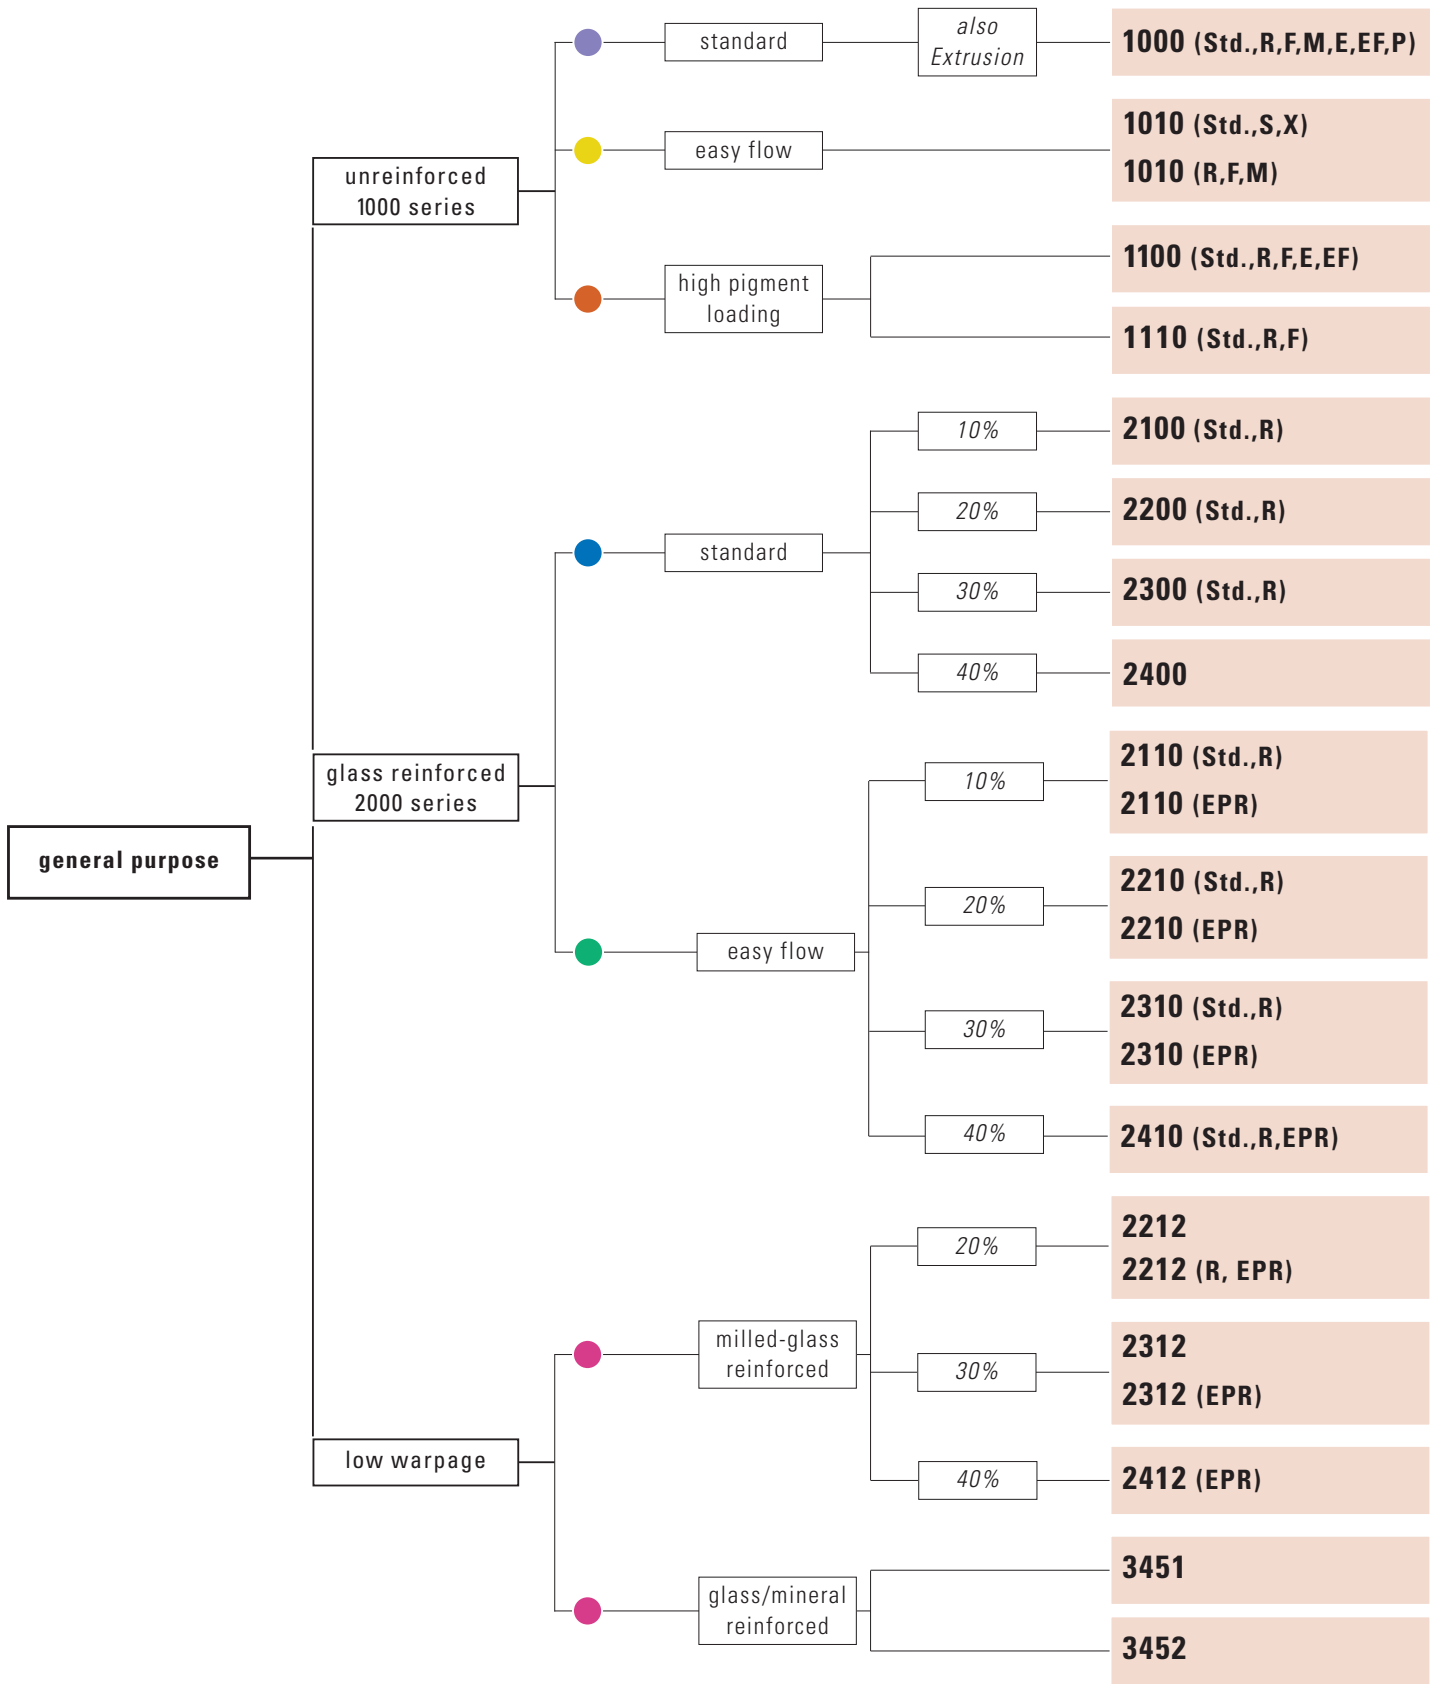 general purpose
unreinforced
1000 series
standard
also
Extrusion
1000 (Std.,R,F,M,E,EF,P)
easy flow
1010 (Std.,S,X)
1010 (R,F,M)
high pigment
loading
1100 (Std.,R,F,E,EF)
1110 (Std.,R,F)
glass reinforced
2000 series
standard
10%
2100 (Std.,R)
20%
2200 (Std.,R)
30%
2300 (Std.,R)
40%
2400
easy flow
10%
2110 (Std.,R)
2110 (EPR)
20%
2210 (Std.,R)
2210 (EPR)
30%
2310 (Std.,R)
2310 (EPR)
40%
2410 (Std.,R,EPR)
low warpage
milled-glass
reinforced
20%
2212
2212 (R, EPR)
30%
2312
2312 (EPR)
40%
2412 (EPR)
glass/mineral
reinforced
3451
3452